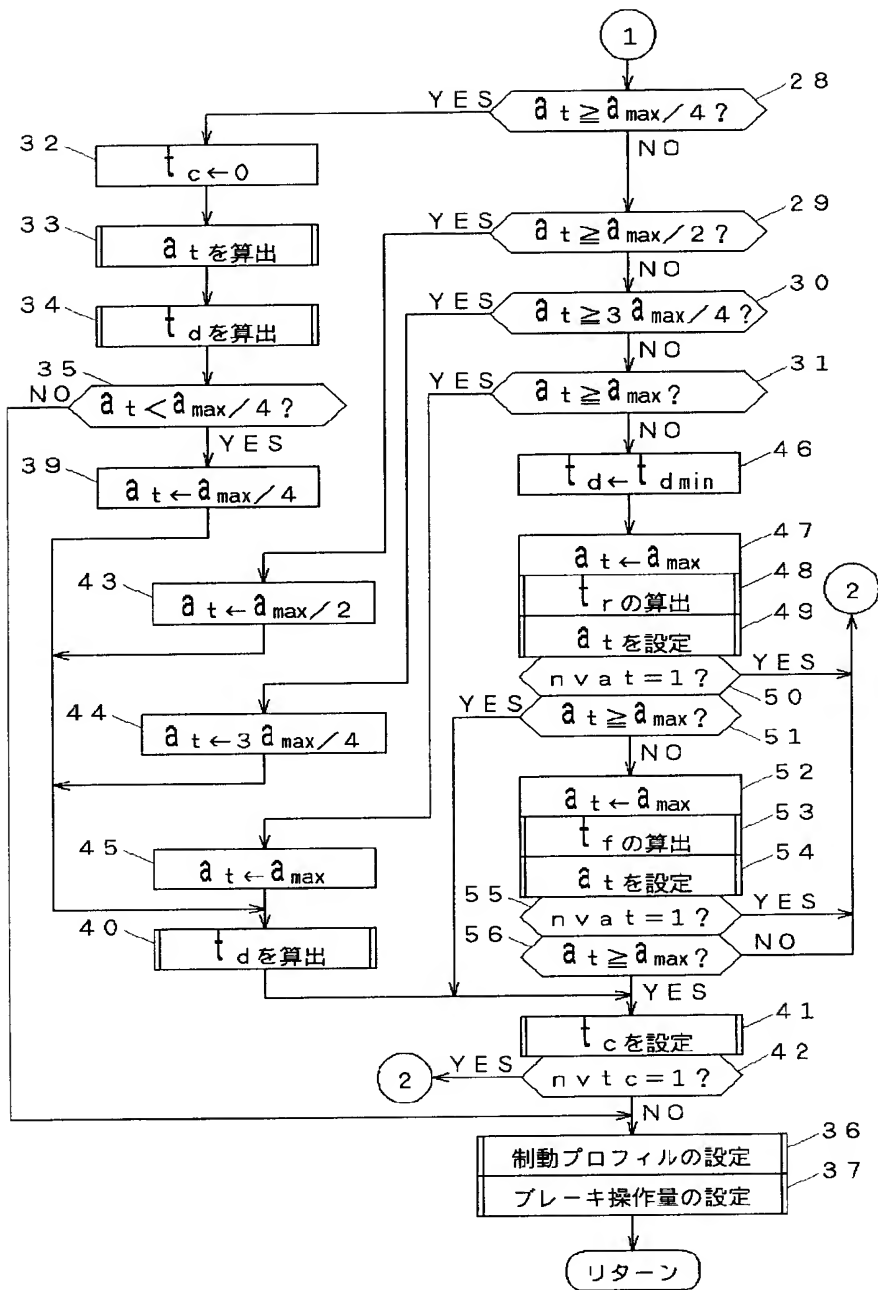 1
28
YES
a t ≧ a max / 4 ?
32
NO
t c ← 0
29
33
YES
a t ≧ a max / 2 ?
a t を算出
NO
30
34
YES
a t ≧ 3 a max / 4 ?
t d を算出
NO
31
35
YES
NO
a t < a max / 4 ?
a t ≧ a max ?
YES
NO
46
39
t d ← t dmin
a t ← a max / 4
47
a t ← a max
2
43
48
t r の算出
a t ← a max / 2
49
a t を設定
nvat=1?
YES
50
YES
a t ≧ a max ?
51
44
NO
a t ← 3 a max / 4
52
a t ← a max
53
t f の算出
45
54
a t を設定
a t ← a max
55
nvat=1?
YES
40
56
a t ≧ a max ?
NO
t d を算出
YES
41
t c を設定
42
2
YES
nvtc=1?
NO
36
制動プロフィルの設定
37
ブレーキ操作量の設定
リターン